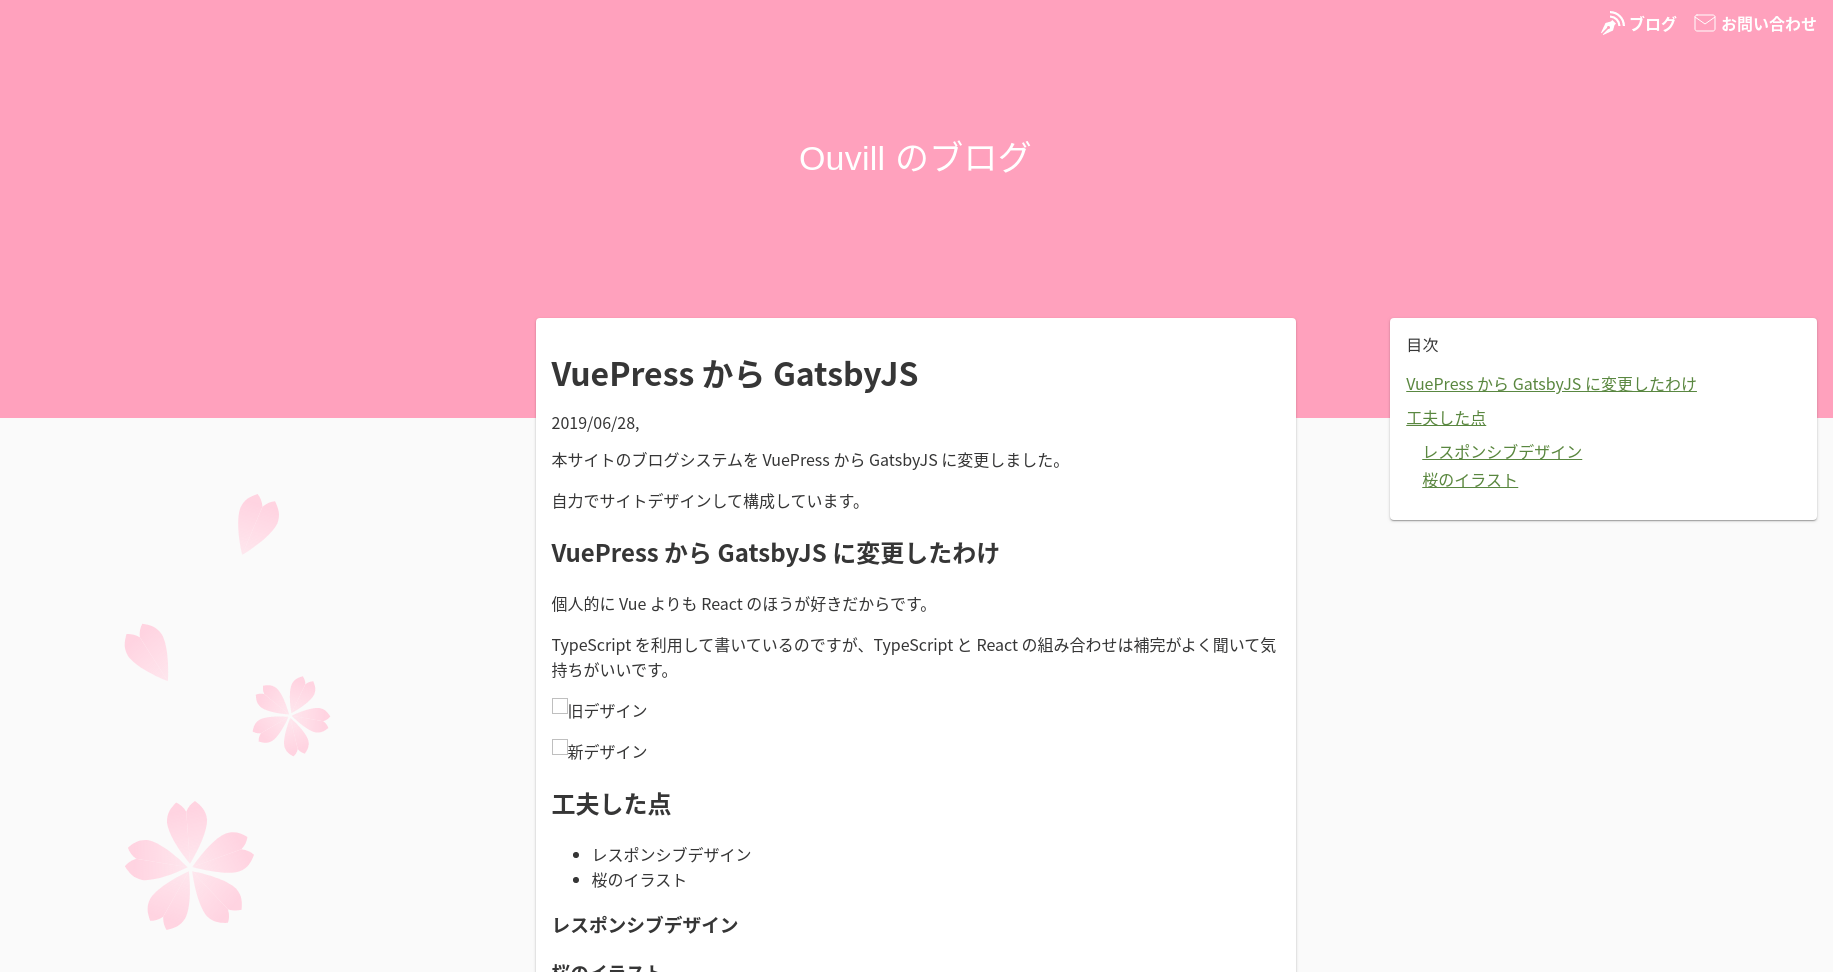 ブログ
お問い合わせ
Ouvill のブログ
VuePress から GatsbyJS
2019/06/28,
本サイトのブログシステムを VuePress から GatsbyJS に変更しました。
自力でサイトデザインして構成しています。
VuePress から GatsbyJS に変更したわけ
個人的に Vue よりも React のほうが好きだからです。
TypeScript を利用して書いているのですが、TypeScript と React の組み合わせは補完がよく聞いて気
持ちがいいです。
旧デザイン
新デザイン
工夫した点
レスポンシブデザイン
桜のイラスト
レスポンシブデザイン
桜のイラスト
目次
VuePress から GatsbyJS に変更したわけ
工夫した点
レスポンシブデザイン
桜のイラスト